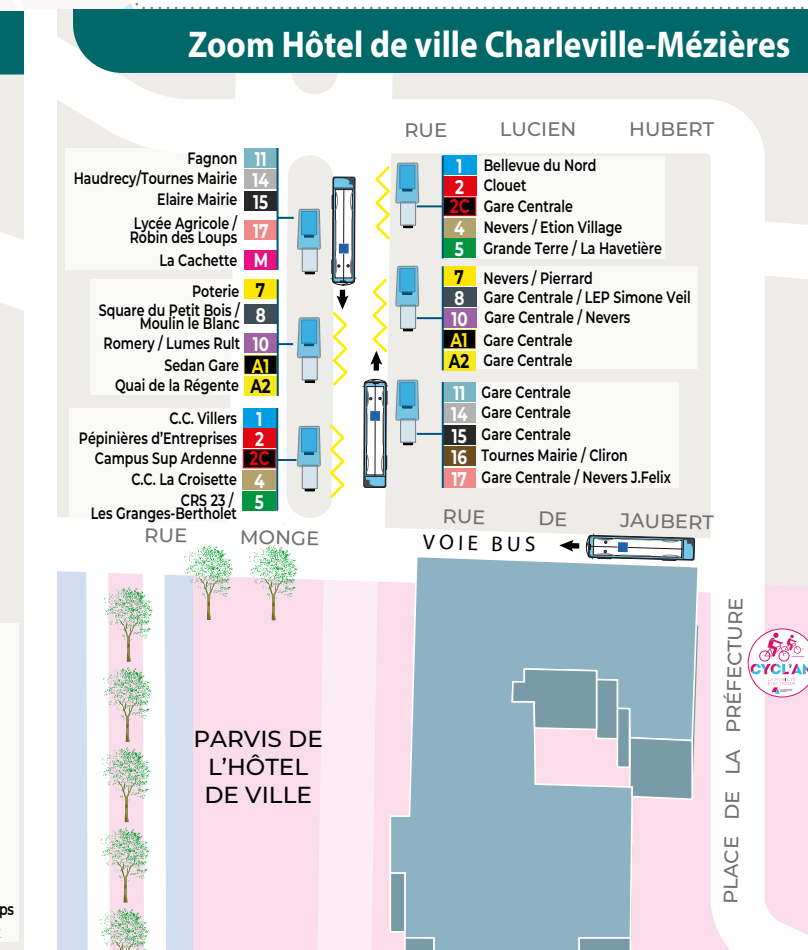 Zoom Hôtel de ville Charleville-Mézières
RUE LUCIEN HUBERT
Fagnon 11
Haudrecy/Tournes Mairie 14
Elaire Mairie 15
Lycée Agricole /
Robin des Loups 17
La Cachette M
Poterie 7
Square du Petit Bois /
Moulin le Blanc 8
Romery / Lumes Rult 10
Sedan Gare A1
Quai de la Régente A2
C.C. Villers 1
Pépinières d'Entreprises 2
Campus Sup Ardenne 2C
C.C. La Croisette 4
CRS 23 /
Les Granges-Bertholet 5
1 Bellevue du Nord
2 Clouet
2C Gare Centrale
4 Nevers / Etion Village
5 Grande Terre / La Havetière
7 Nevers / Pierrard
8 Gare Centrale / LEP Simone Veil
10 Gare Centrale / Nevers
A1 Gare Centrale
A2 Gare Centrale
11 Gare Centrale
14 Gare Centrale
15 Gare Centrale
16 Tournes Mairie / Cliron
17 Gare Centrale / Nevers J.Felix
RUE MONGE
RUE DE JAUBERT
VOIE BUS
PARVIS DE
L'HÔTEL
DE VILLE
PLACE DE LA PRÉFECTURE
CYCL'AM
ps